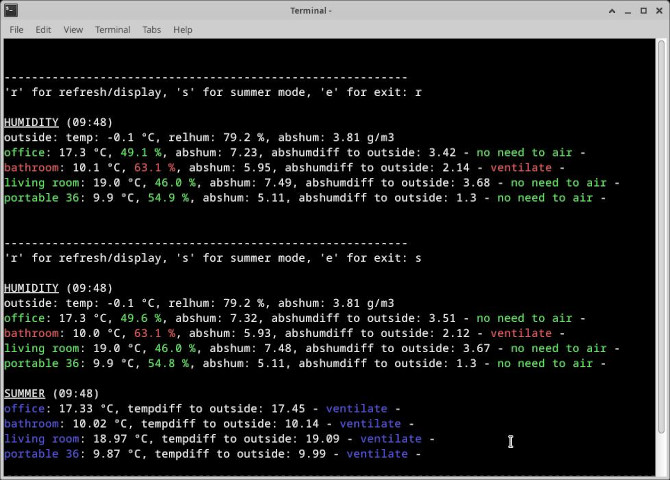 Terminal -
File Edit View Terminal Tabs Help
------------------------------------------------------------
'r' for refresh/display, 's' for summer mode, 'e' for exit: r
HUMIDITY (09:48)
outside: temp: -0.1 °C, relhum: 79.2 %, abshum: 3.81 g/m3
office: 17.3 °C, 49.1 %, abshum: 7.23, abshumdiff to outside: 3.42 - no need to air -
bathroom: 10.1 °C, 63.1 %, abshum: 5.95, abshumdiff to outside: 2.14 - ventilate -
living room: 19.0 °C, 46.0 %, abshum: 7.49, abshumdiff to outside: 3.68 - no need to air -
portable 36: 9.9 °C, 54.9 %, abshum: 5.11, abshumdiff to outside: 1.3 - no need to air -
------------------------------------------------------------
'r' for refresh/display, 's' for summer mode, 'e' for exit: s
HUMIDITY (09:48)
outside: temp: -0.1 °C, relhum: 79.2 %, abshum: 3.81 g/m3
office: 17.3 °C, 49.6 %, abshum: 7.32, abshumdiff to outside: 3.51 - no need to air -
bathroom: 10.0 °C, 63.1 %, abshum: 5.93, abshumdiff to outside: 2.12 - ventilate -
living room: 19.0 °C, 46.0 %, abshum: 7.48, abshumdiff to outside: 3.67 - no need to air -
portable 36: 9.9 °C, 54.8 %, abshum: 5.11, abshumdiff to outside: 1.3 - no need to air -
SUMMER (09:48)
office: 17.33 °C, tempdiff to outside: 17.45 - ventilate -
bathroom: 10.02 °C, tempdiff to outside: 10.14 - ventilate -
living room: 18.97 °C, tempdiff to outside: 19.09 - ventilate -
portable 36: 9.87 °C, tempdiff to outside: 9.99 - ventilate -